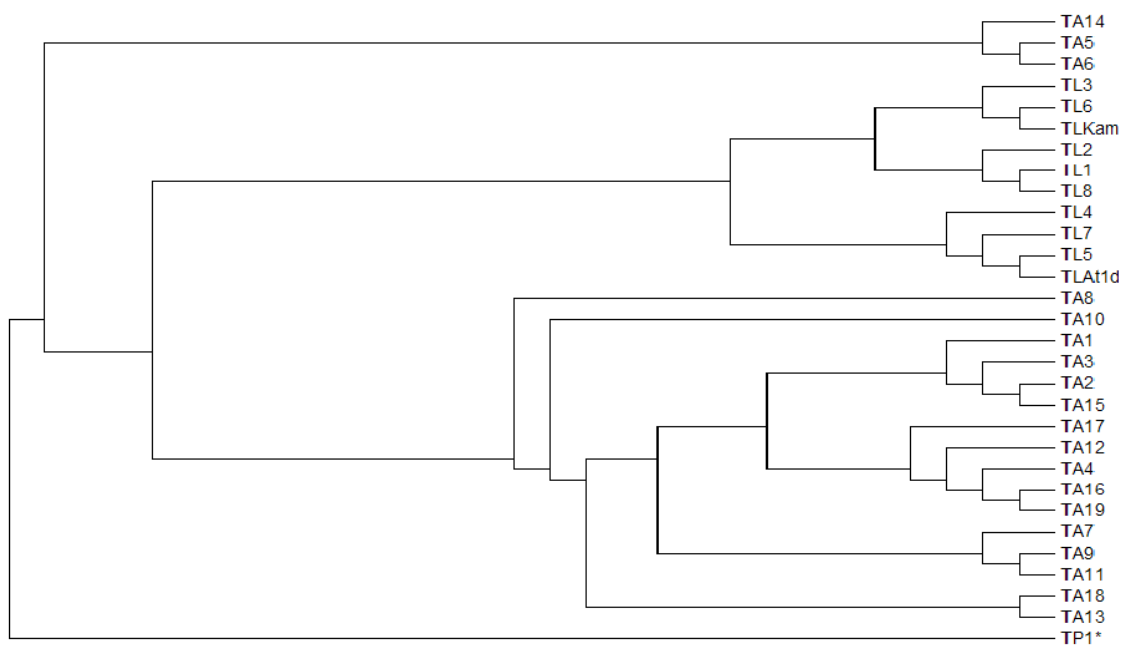 TA14
TA5
TA6
TL3
TL6
TLKam
TL2
TL1
TL8
TL4
TL7
TL5
TLAt1d
TA8
TA10
TA1
TA3
TA2
TA15
TA17
TA12
TA4
TA16
TA19
TA7
TA9
TA11
TA18
TA13
TP1*